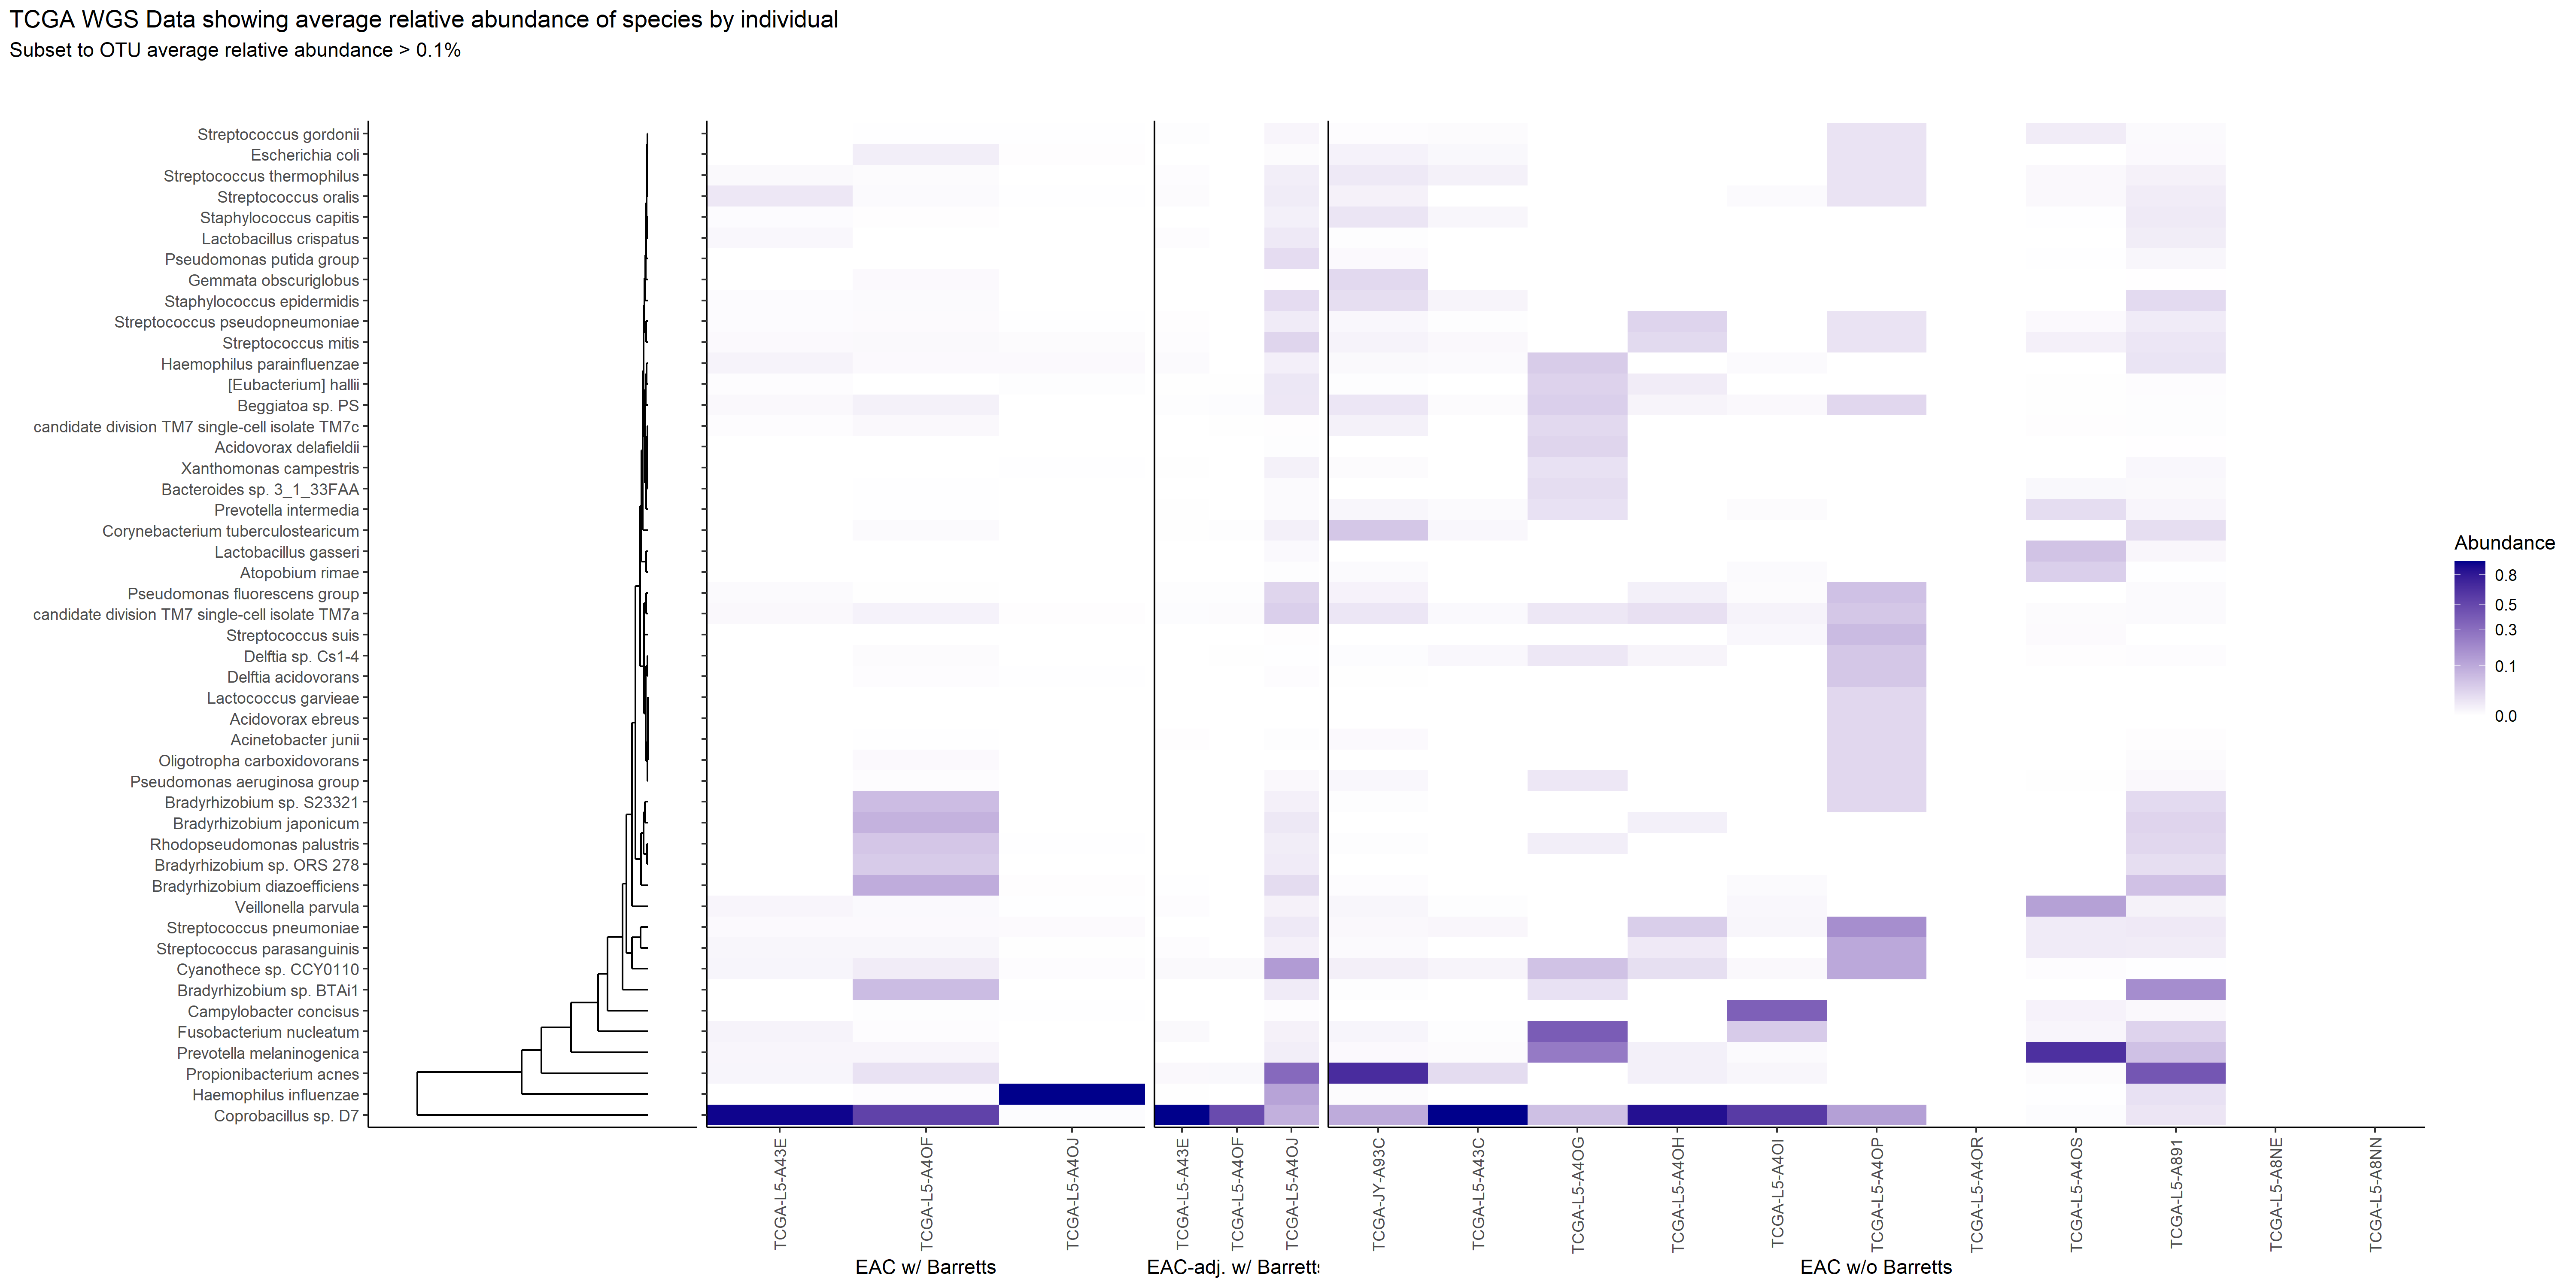 TCGA WGS Data showing average relative abundance of species by individual
Subset to OTU average relative abundance > 0.1%
Streptococcus gordonii
Escherichia coli
Streptococcus thermophilus
Streptococcus oralis
Staphylococcus capitis
Lactobacillus crispatus
Pseudomonas putida group
Gemmata obscuriglobus
Staphylococcus epidermidis
Streptococcus pseudopneumoniae
Streptococcus mitis
Haemophilus parainfluenzae
[Eubacterium] hallii
Beggiatoa sp. PS
candidate division TM7 single-cell isolate TM7c
Acidovorax delafieldii
Xanthomonas campestris
Bacteroides sp. 3_1_33FAA
Prevotella intermedia
Corynebacterium tuberculostearicum
Lactobacillus gasseri
Atopobium rimae
Pseudomonas fluorescens group
candidate division TM7 single-cell isolate TM7a
Streptococcus suis
Delftia sp. Cs1-4
Delftia acidovorans
Lactococcus garvieae
Acidovorax ebreus
Acinetobacter junii
Oligotropha carboxidovorans
Pseudomonas aeruginosa group
Bradyrhizobium sp. S23321
Bradyrhizobium japonicum
Rhodopseudomonas palustris
Bradyrhizobium sp. ORS 278
Bradyrhizobium diazoefficiens
Veillonella parvula
Streptococcus pneumoniae
Streptococcus parasanguinis
Cyanothece sp. CCY0110
Bradyrhizobium sp. BTAi1
Campylobacter concisus
Fusobacterium nucleatum
Prevotella melaninogenica
Propionibacterium acnes
Haemophilus influenzae
Coprobacillus sp. D7
TCGA-L5-A43E
TCGA-L5-A4OF
TCGA-L5-A4OJ
TCGA-L5-A43E
TCGA-L5-A4OF
TCGA-L5-A4OJ
TCGA-JY-A93C
TCGA-L5-A43C
TCGA-L5-A4OG
TCGA-L5-A4OH
TCGA-L5-A4OI
TCGA-L5-A4OP
TCGA-L5-A4OR
TCGA-L5-A4OS
TCGA-L5-A891
TCGA-L5-A8NE
TCGA-L5-A8NN
EAC w/ Barretts
EAC-adj. w/ Barretts
EAC w/o Barretts
Abundance
0.8
0.5
0.3
0.1
0.0